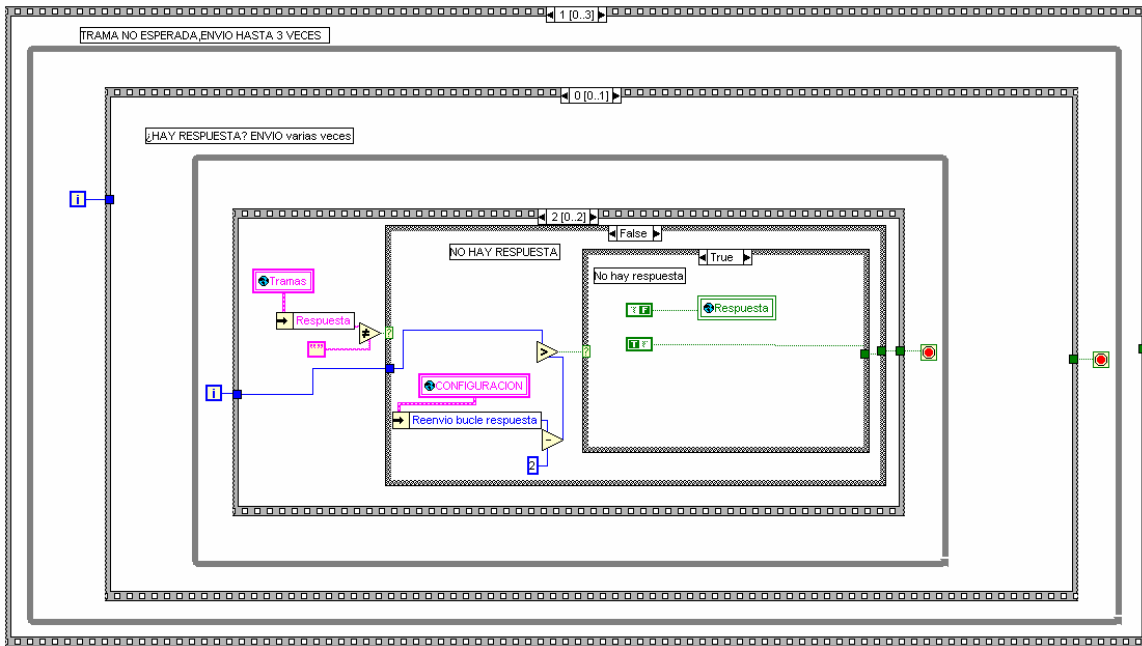 1 [0..3]
TRAMA NO ESPERADA,ENVIO HASTA 3 VECES
0 [0..1]
¿HAY RESPUESTA? ENVIO varias veces
i
2 [0..2]
False
NO HAY RESPUESTA
True
No hay respuesta
Tramas
Respuesta
""
≠
?
F
Respuesta
T F
>
?
i
CONFIGURACION
Reenvio bucle respuesta
-
2